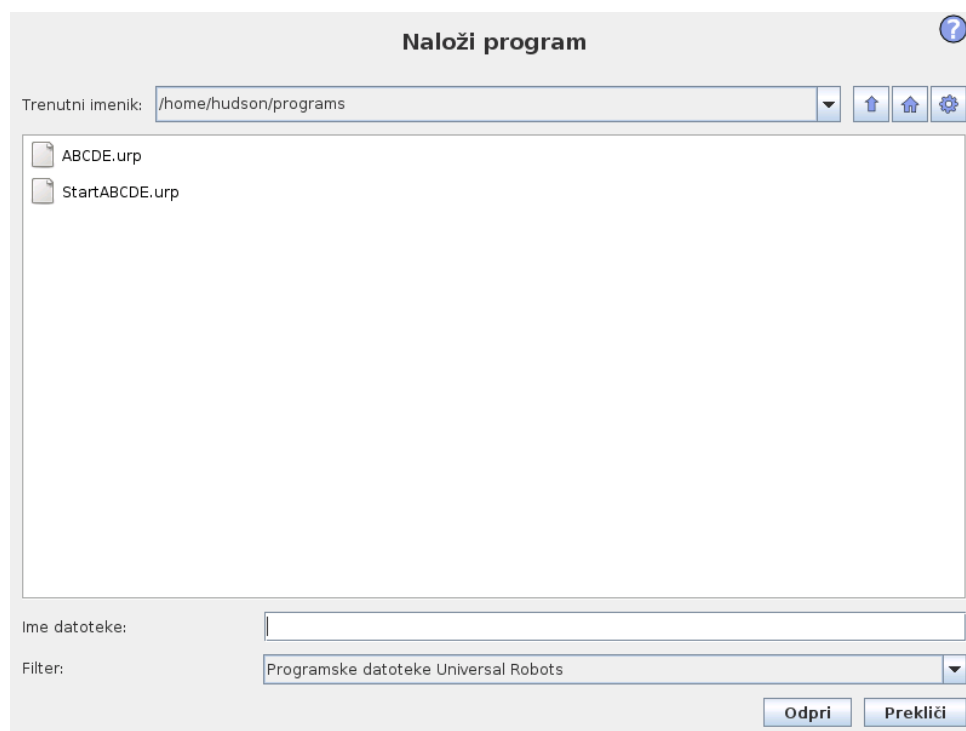 Naloži program
Trenutni imenik: /home/hudson/programs
ABCDE.urp
StartABCDE.urp
Ime datoteke:
Filter: Programske datoteke Universal Robots
Odpri Prekliči